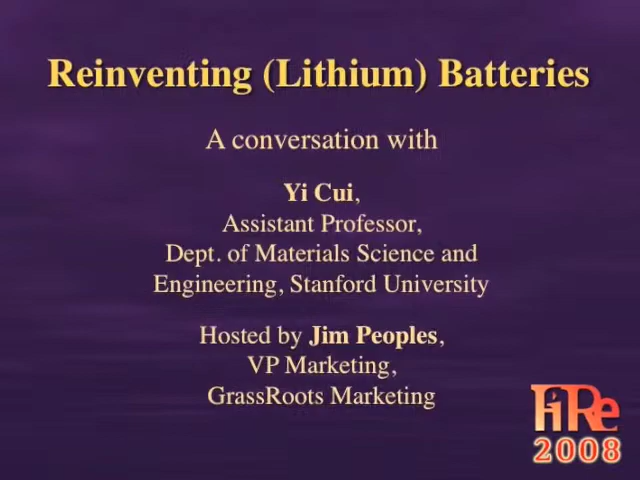 Reinventing (Lithium) Batteries
A conversation with
Yi Cui,
Assistant Professor,
Dept. of Materials Science and
Engineering, Stanford University
Hosted by Jim Peoples,
VP Marketing,
GrassRoots Marketing
FiRe
2008